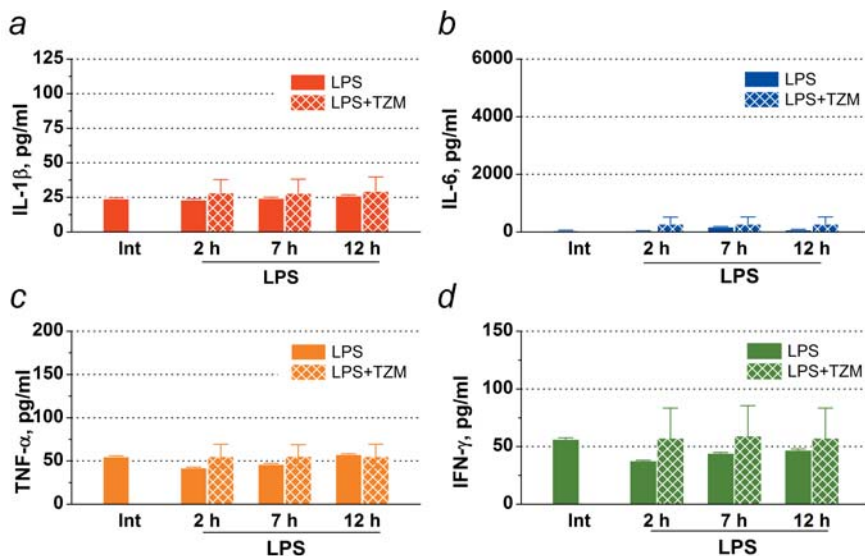 a
125
100
75
50
25
0
IL-1β, pg/ml
LPS
LPS+TZM
Int 2 h 7 h 12 h
LPS
b
6000
4000
2000
0
IL-6, pg/ml
LPS
LPS+TZM
Int 2 h 7 h 12 h
LPS
c
200
150
100
50
0
TNF-α, pg/ml
LPS
LPS+TZM
Int 2 h 7 h 12 h
LPS
d
150
100
50
0
IFN-γ, pg/ml
LPS
LPS+TZM
Int 2 h 7 h 12 h
LPS